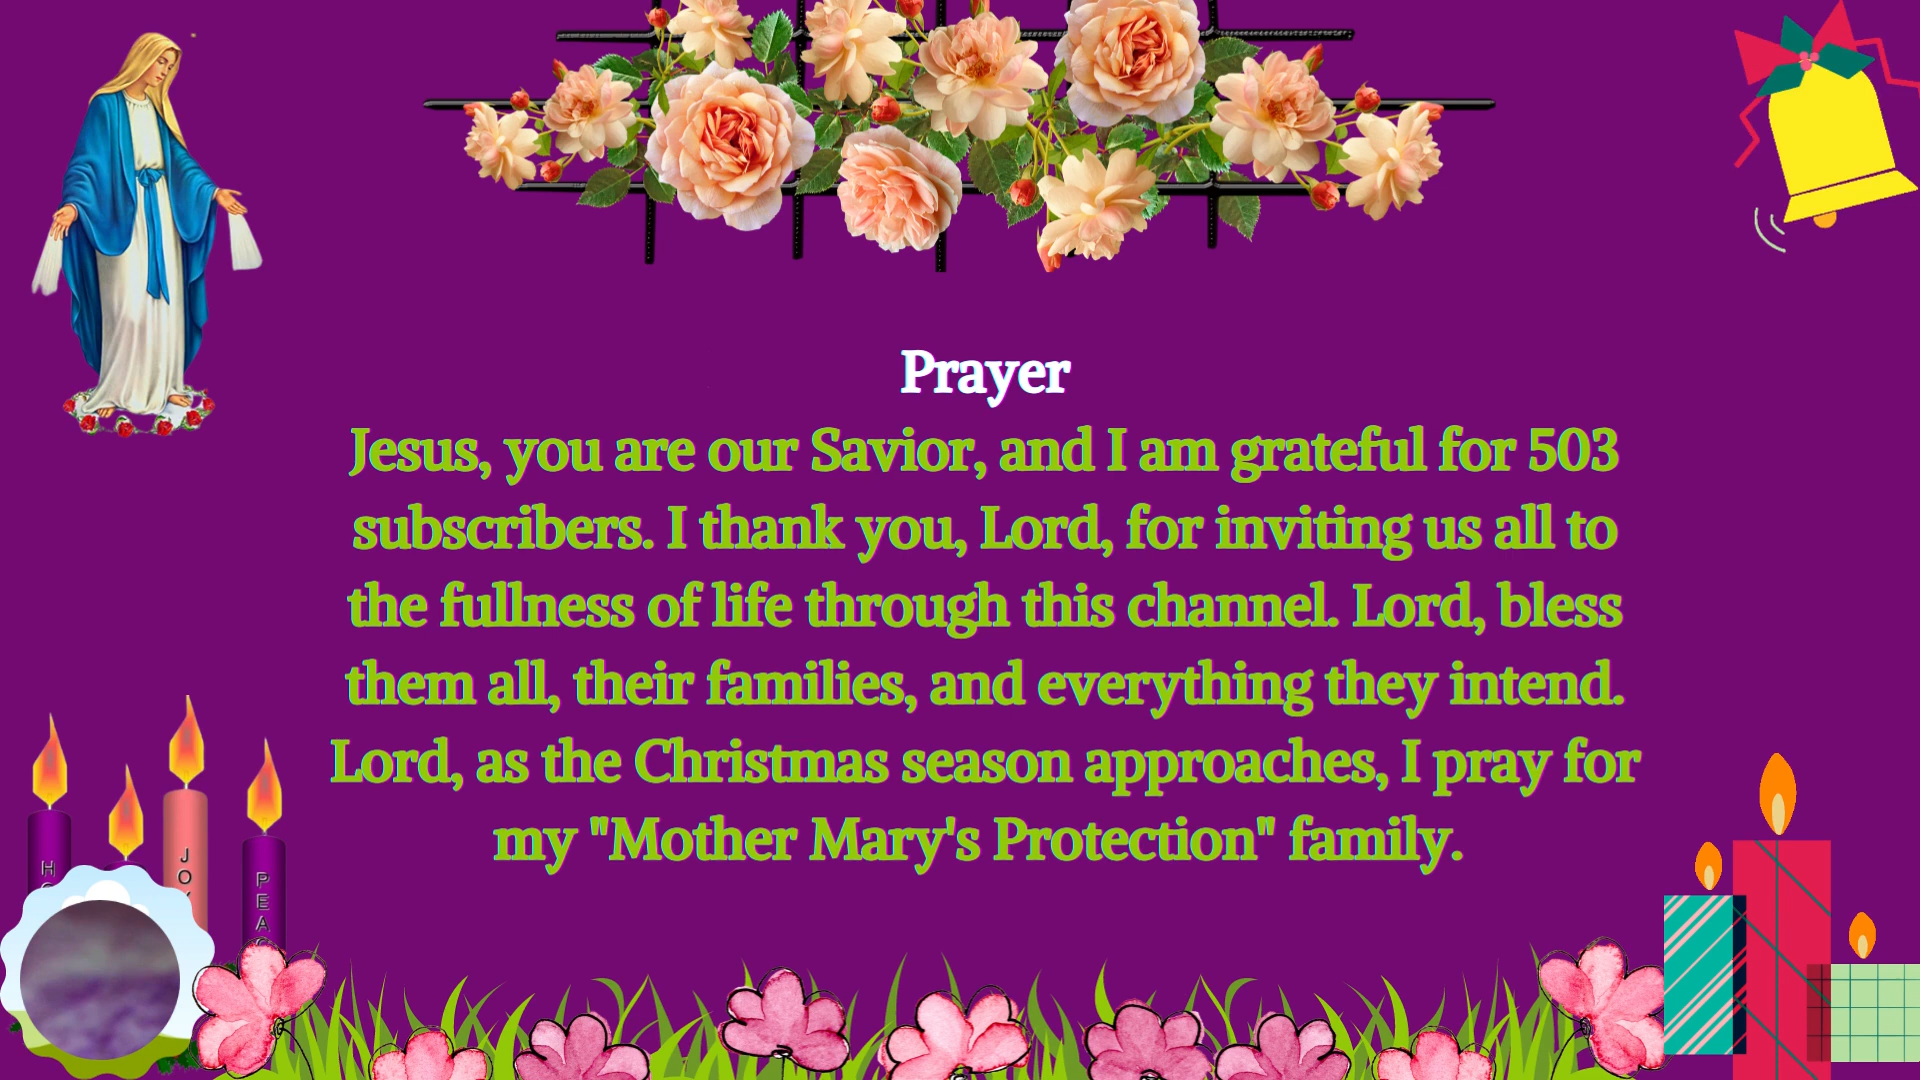 Prayer
Jesus, you are our Savior, and I am grateful for 503
subscribers. I thank you, Lord, for inviting us all to
the fullness of life through this channel. Lord, bless
them all, their families, and everything they intend.
Lord, as the Christmas season approaches, I pray for
my "Mother Mary's Protection" family.
JO
PEA